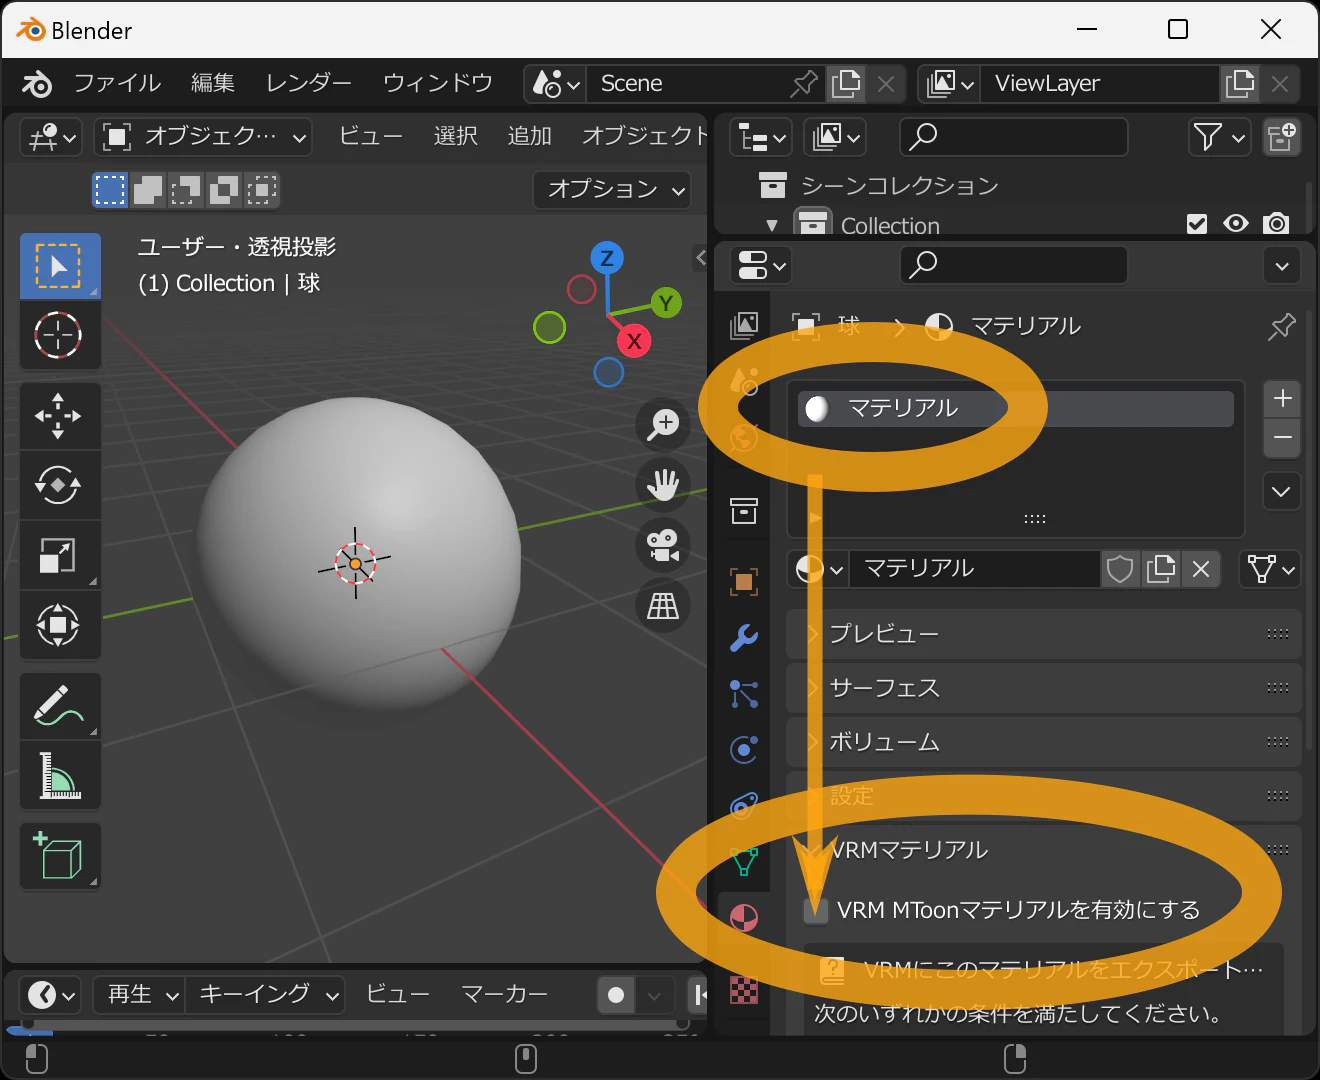 Blender
ファイル 編集 レンダー ウィンドウ Scene ViewLayer
オブジェク… ビュー 選択 追加 オブジェクト
オプション
ユーザー・透視投影
(1) Collection | 球
Z
Y
X
シーンコレクション
Collection
球 マテリアル
マテリアル
マテリアル
プレビュー
サーフェス
ボリューム
設定
VRMマテリアル
VRM MToonマテリアルを有効にする
VRMにこのマテリアルをエクスポート…
次のいずれかの条件を満たしてください。
再生 キーイング ビュー マーカー